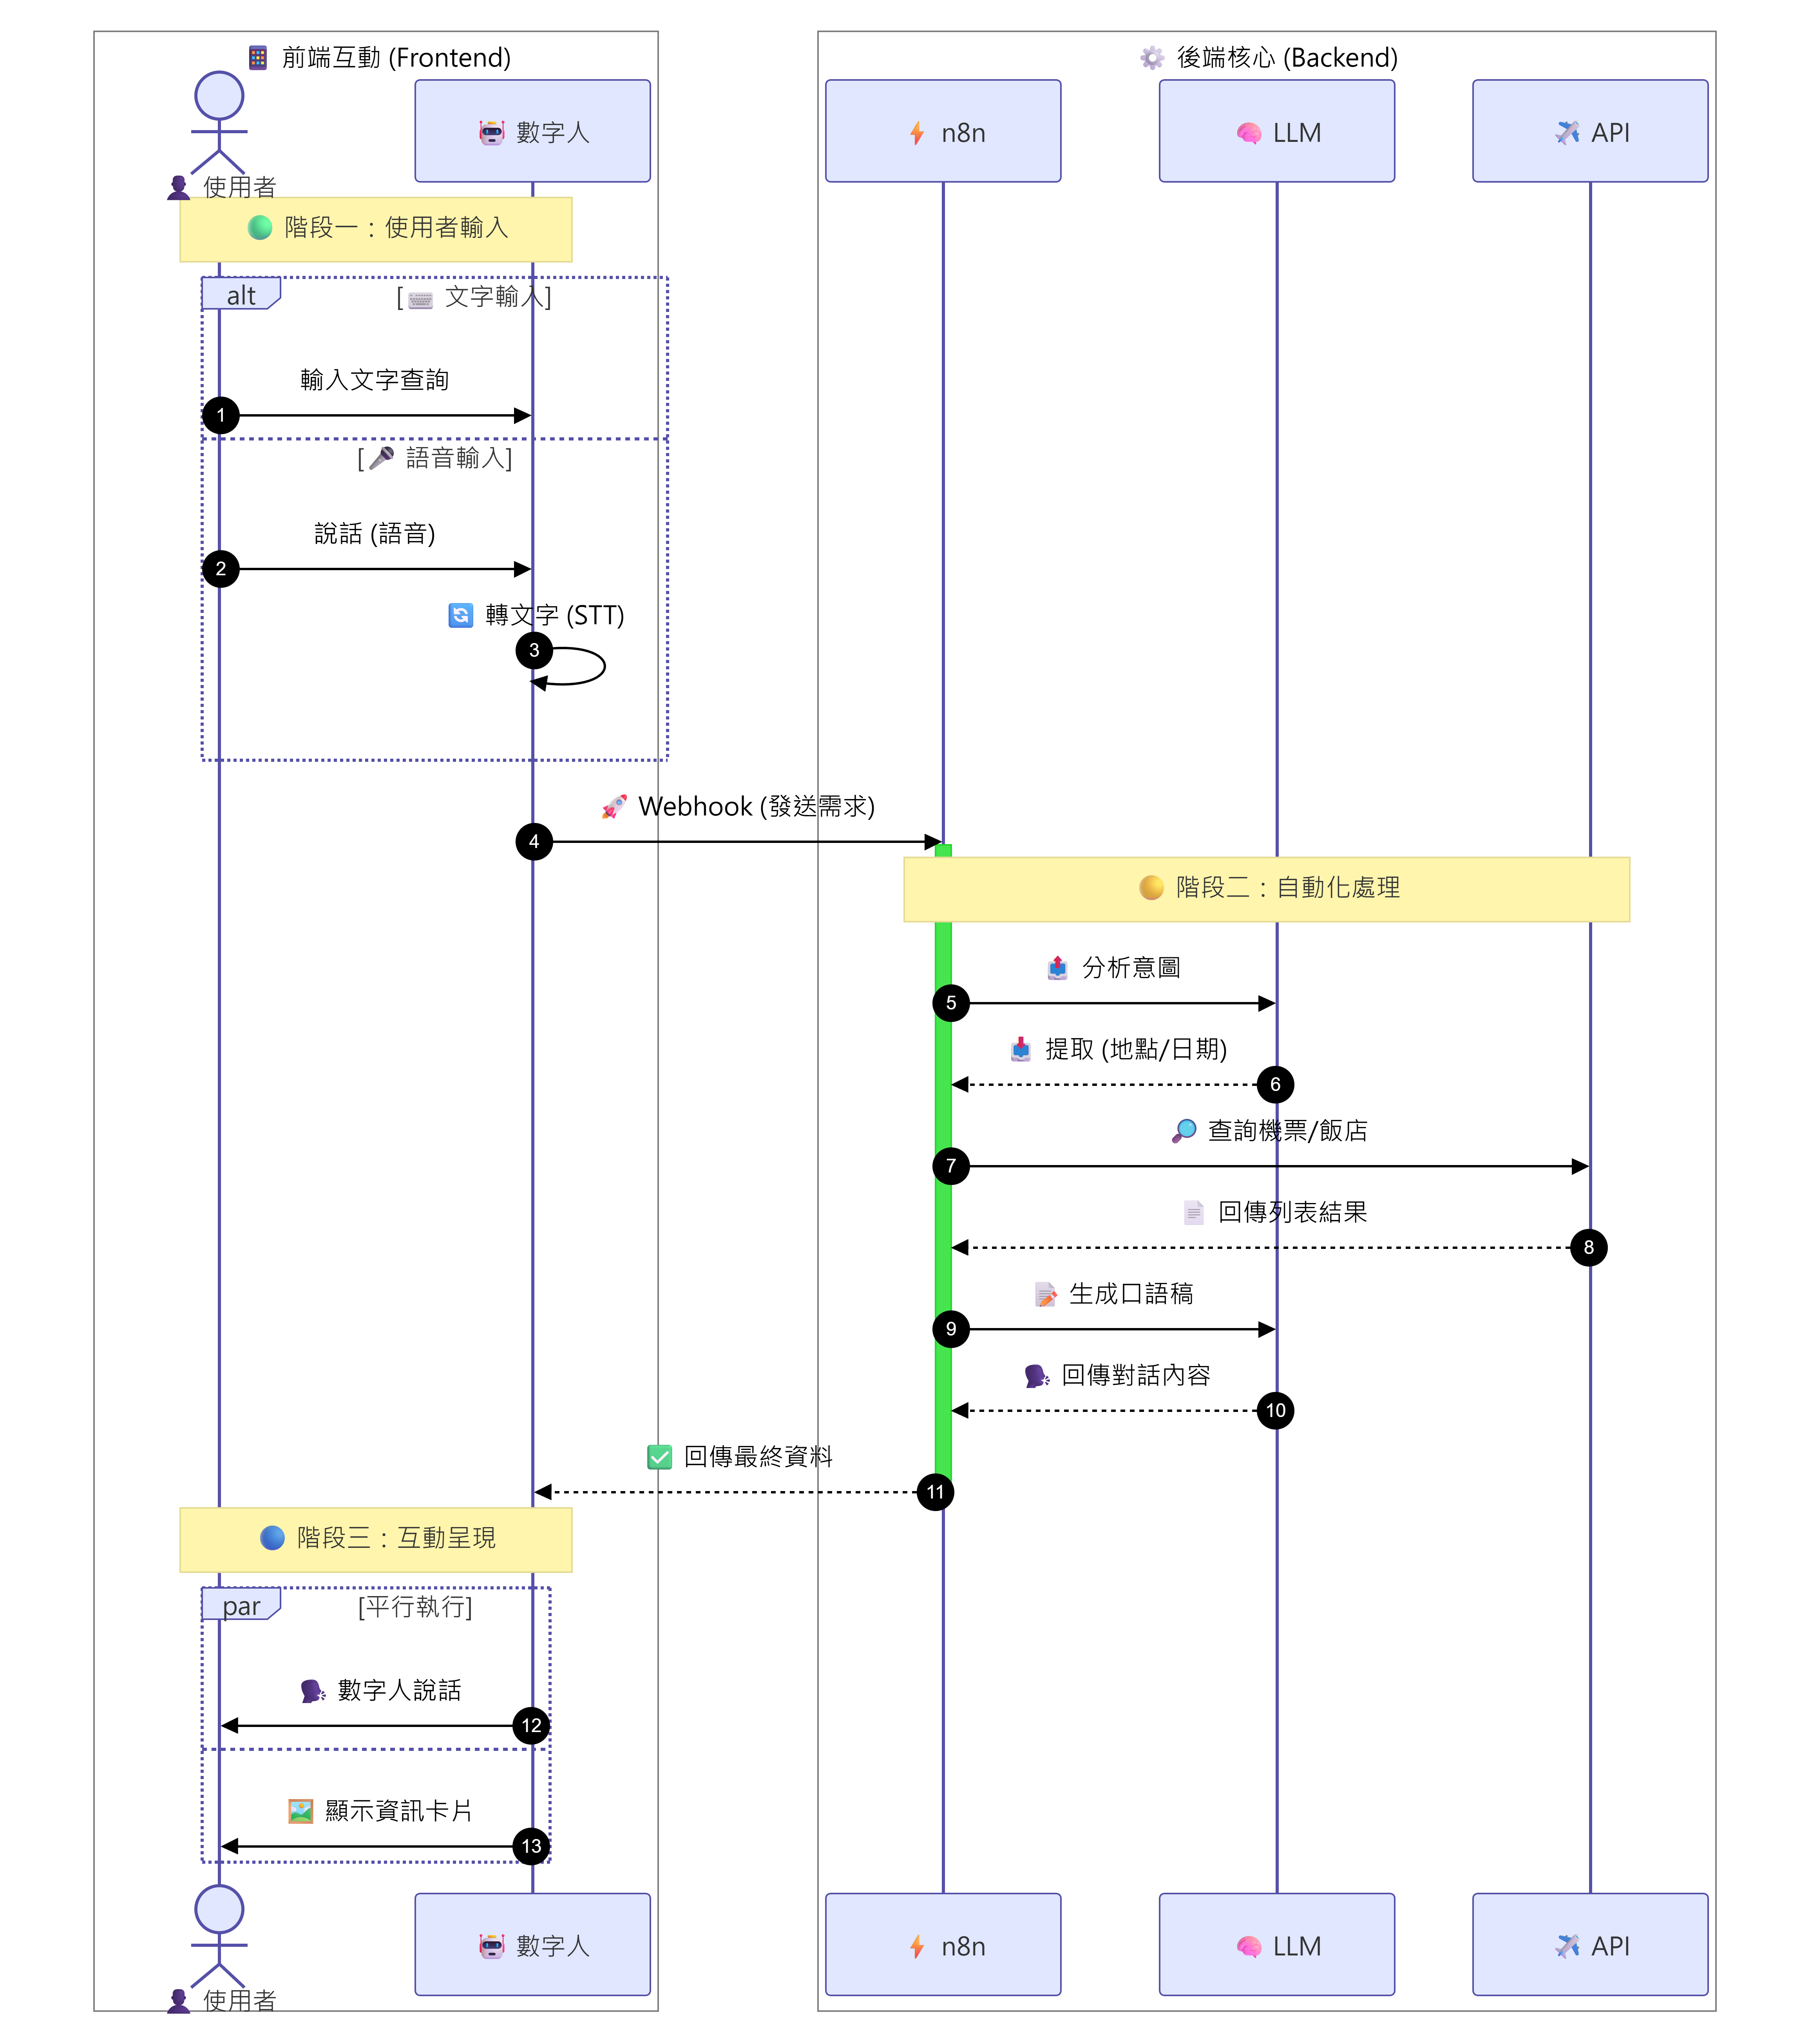 📱 前端互動 (Frontend)
⚙️ 後端核心 (Backend)
👤 使用者
🤖 數字人
⚡ n8n
🧠 LLM
✈️ API
🟢 階段一：使用者輸入
alt
[⌨️ 文字輸入]
輸入文字查詢
1
[🎤 語音輸入]
說話 (語音)
2
🔄 轉文字 (STT)
3
🚀 Webhook (發送需求)
4
🟡 階段二：自動化處理
📤 分析意圖
5
📥 提取 (地點/日期)
6
🔎 查詢機票/飯店
7
📄 回傳列表結果
8
📝 生成口語稿
9
🗣️ 回傳對話內容
10
✅ 回傳最終資料
11
🔵 階段三：互動呈現
par
[平行執行]
🗣️ 數字人說話
12
🖼️ 顯示資訊卡片
13
👤 使用者
🤖 數字人
⚡ n8n
🧠 LLM
✈️ API